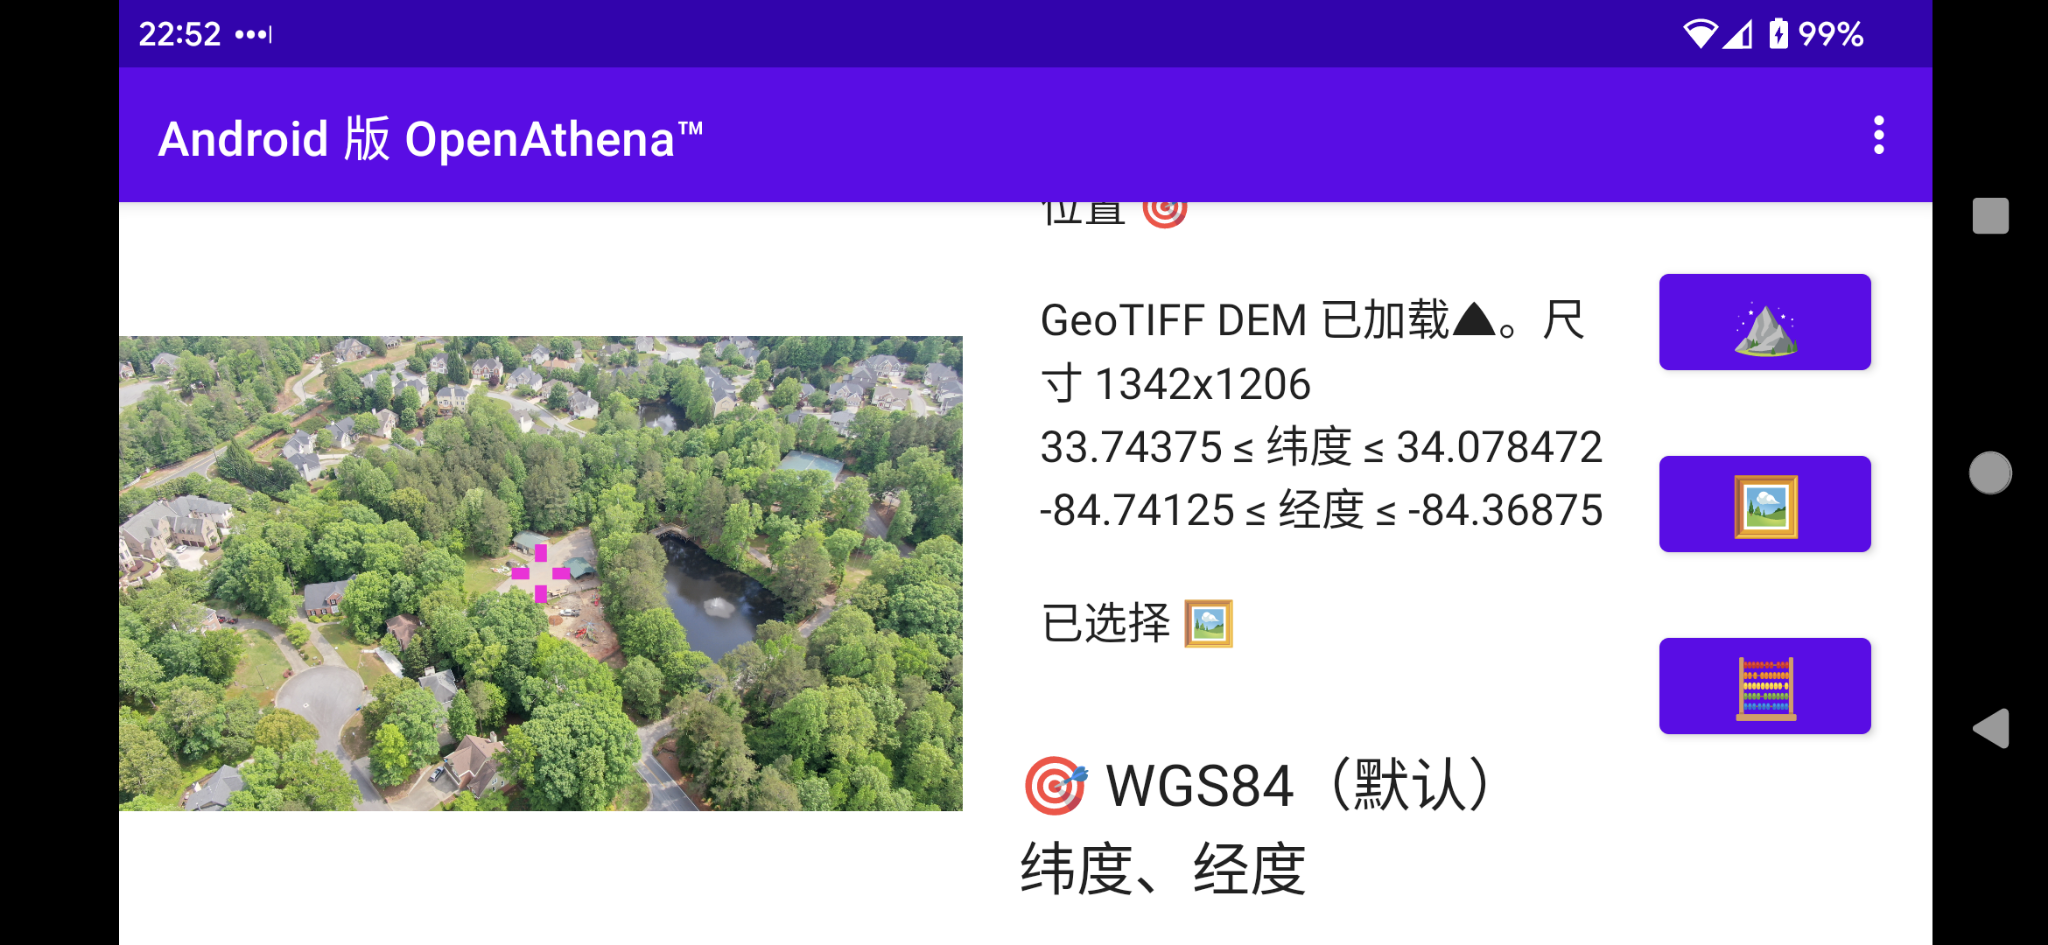 22:52
99%
Android 版 OpenAthena™
位置 🎯
GeoTIFF DEM 已加载⛰。尺
寸 1342x1206
33.74375 ≤ 纬度 ≤ 34.078472
-84.74125 ≤ 经度 ≤ -84.36875
已选择 🖼
🎯 WGS84（默认）
纬度、经度